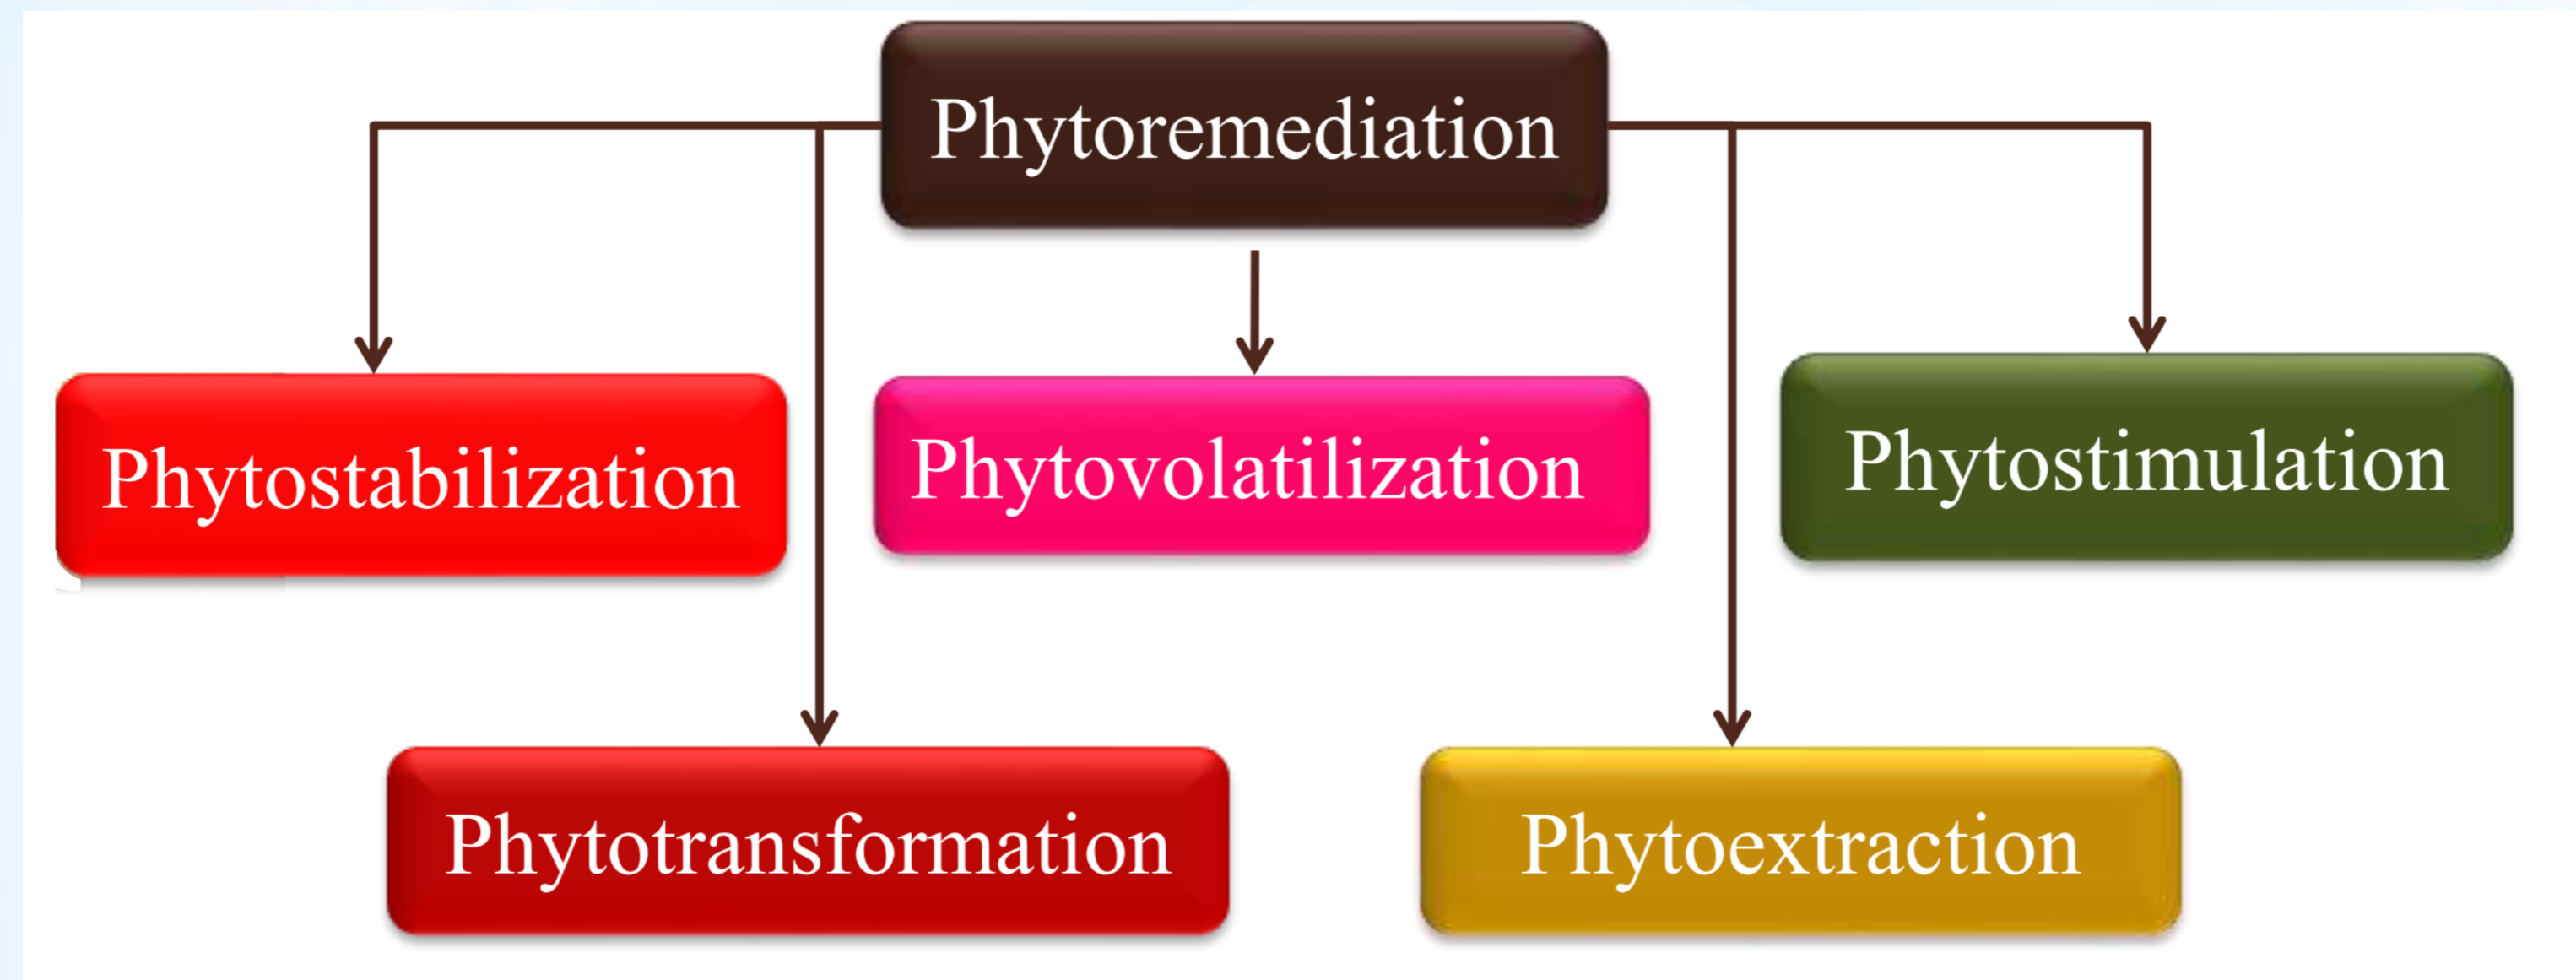 Phytoremediation
Phytostabilization
Phytovolatilization
Phytostimulation
Phytotransformation
Phytoextraction